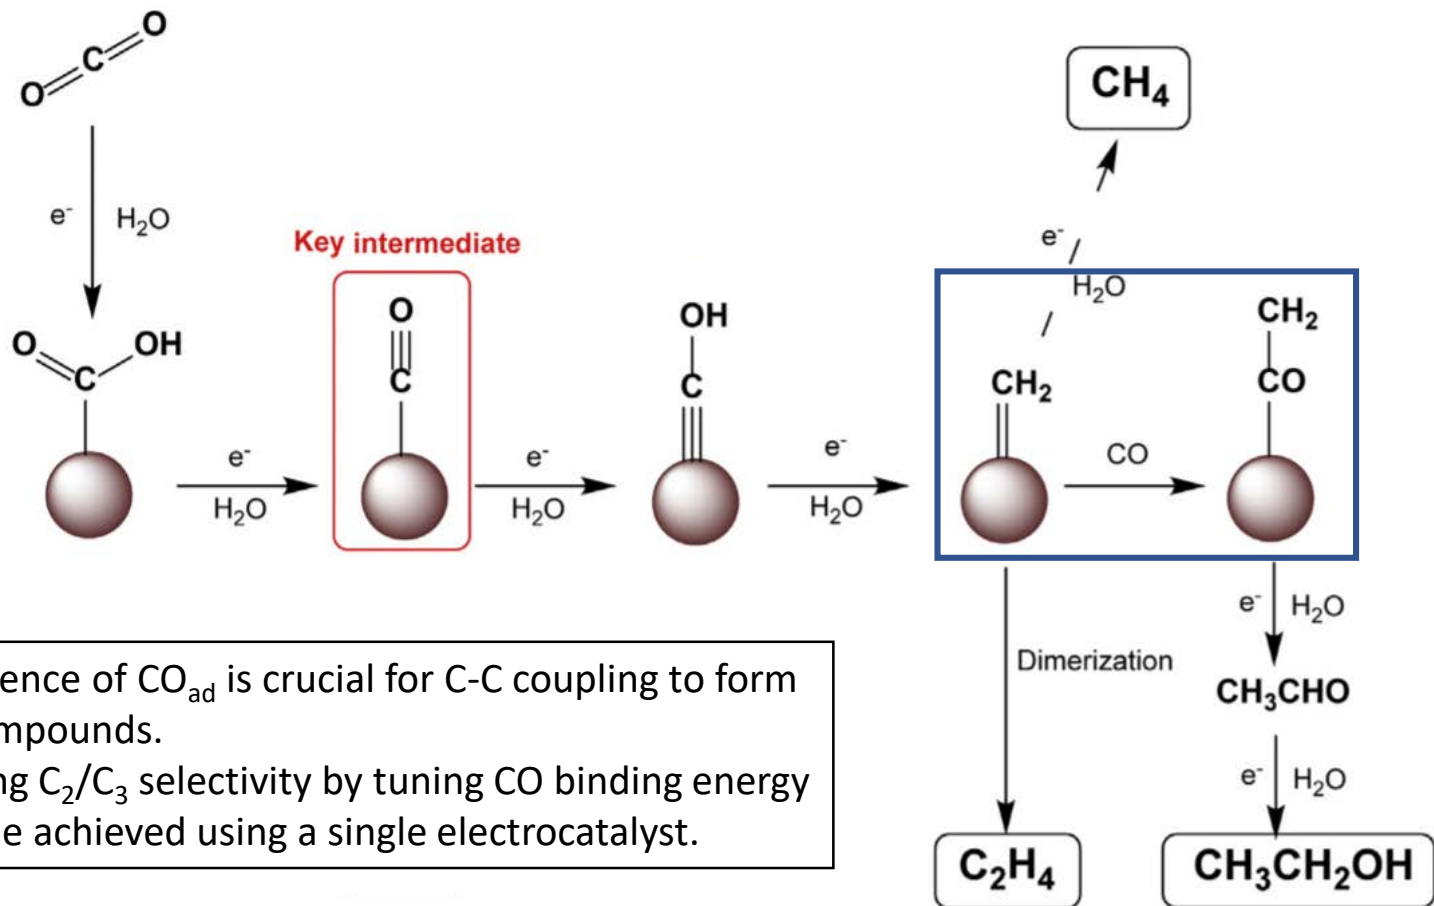 O=C=O
CH₄
e⁻ H₂O
e⁻
H₂O
Key intermediate
O
C
OH
C
O C OH
CH₂
CH₂
CO
e⁻
H₂O
e⁻
H₂O
e⁻
H₂O
CO
e⁻ H₂O
Dimerization
CH₃CHO
e⁻ H₂O
C₂H₄
CH₃CH₂OH
ence of COad is crucial for C-C coupling to form
mpounds.
ng C₂/C₃ selectivity by tuning CO binding energy
e achieved using a single electrocatalyst.